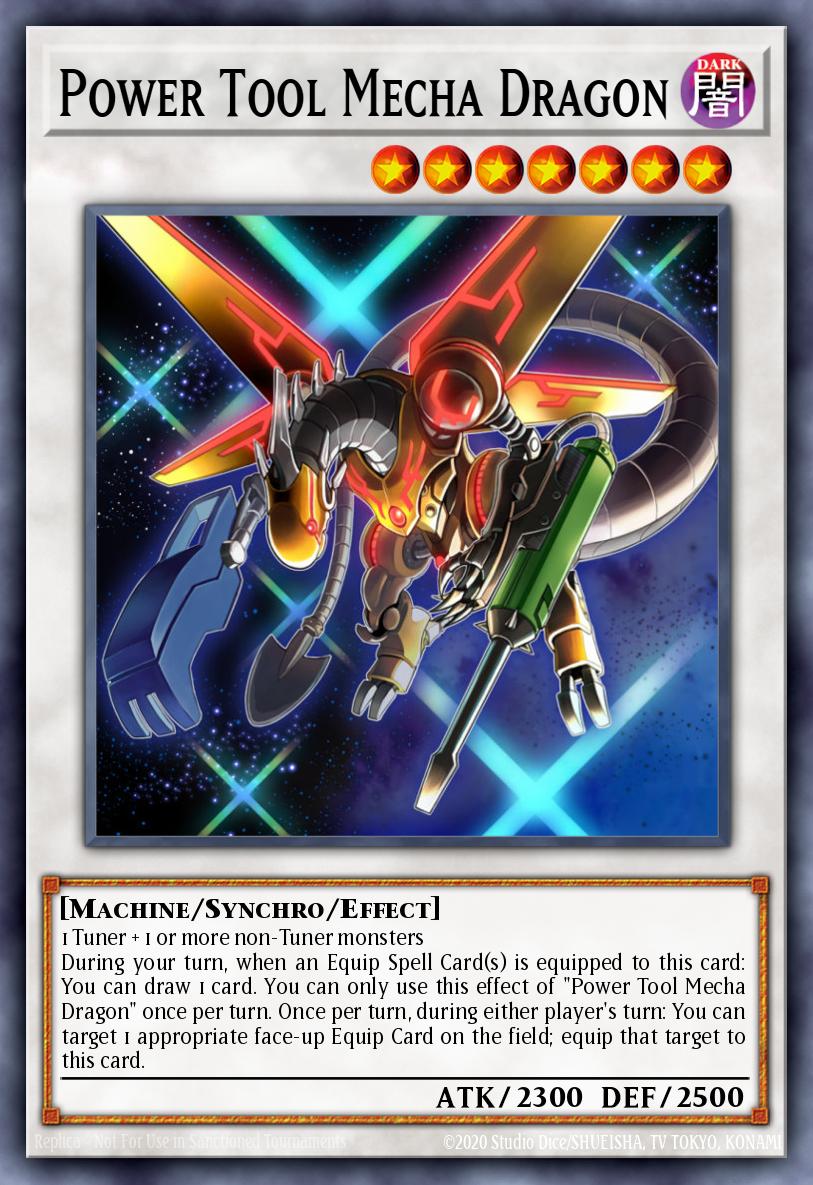 Power Tool Mecha Dragon
DARK
闇
[Machine/Synchro/Effect]
1 Tuner + 1 or more non-Tuner monsters
During your turn, when an Equip Spell Card(s) is equipped to this card:
You can draw 1 card. You can only use this effect of "Power Tool Mecha
Dragon" once per turn. Once per turn, during either player's turn: You can
target 1 appropriate face-up Equip Card on the field; equip that target to
this card.
ATK/2300 DEF/2500
Replica - Not For Use in Sanctioned Tournaments
©2020 Studio Dice/SHUEISHA, TV TOKYO, KONAMI